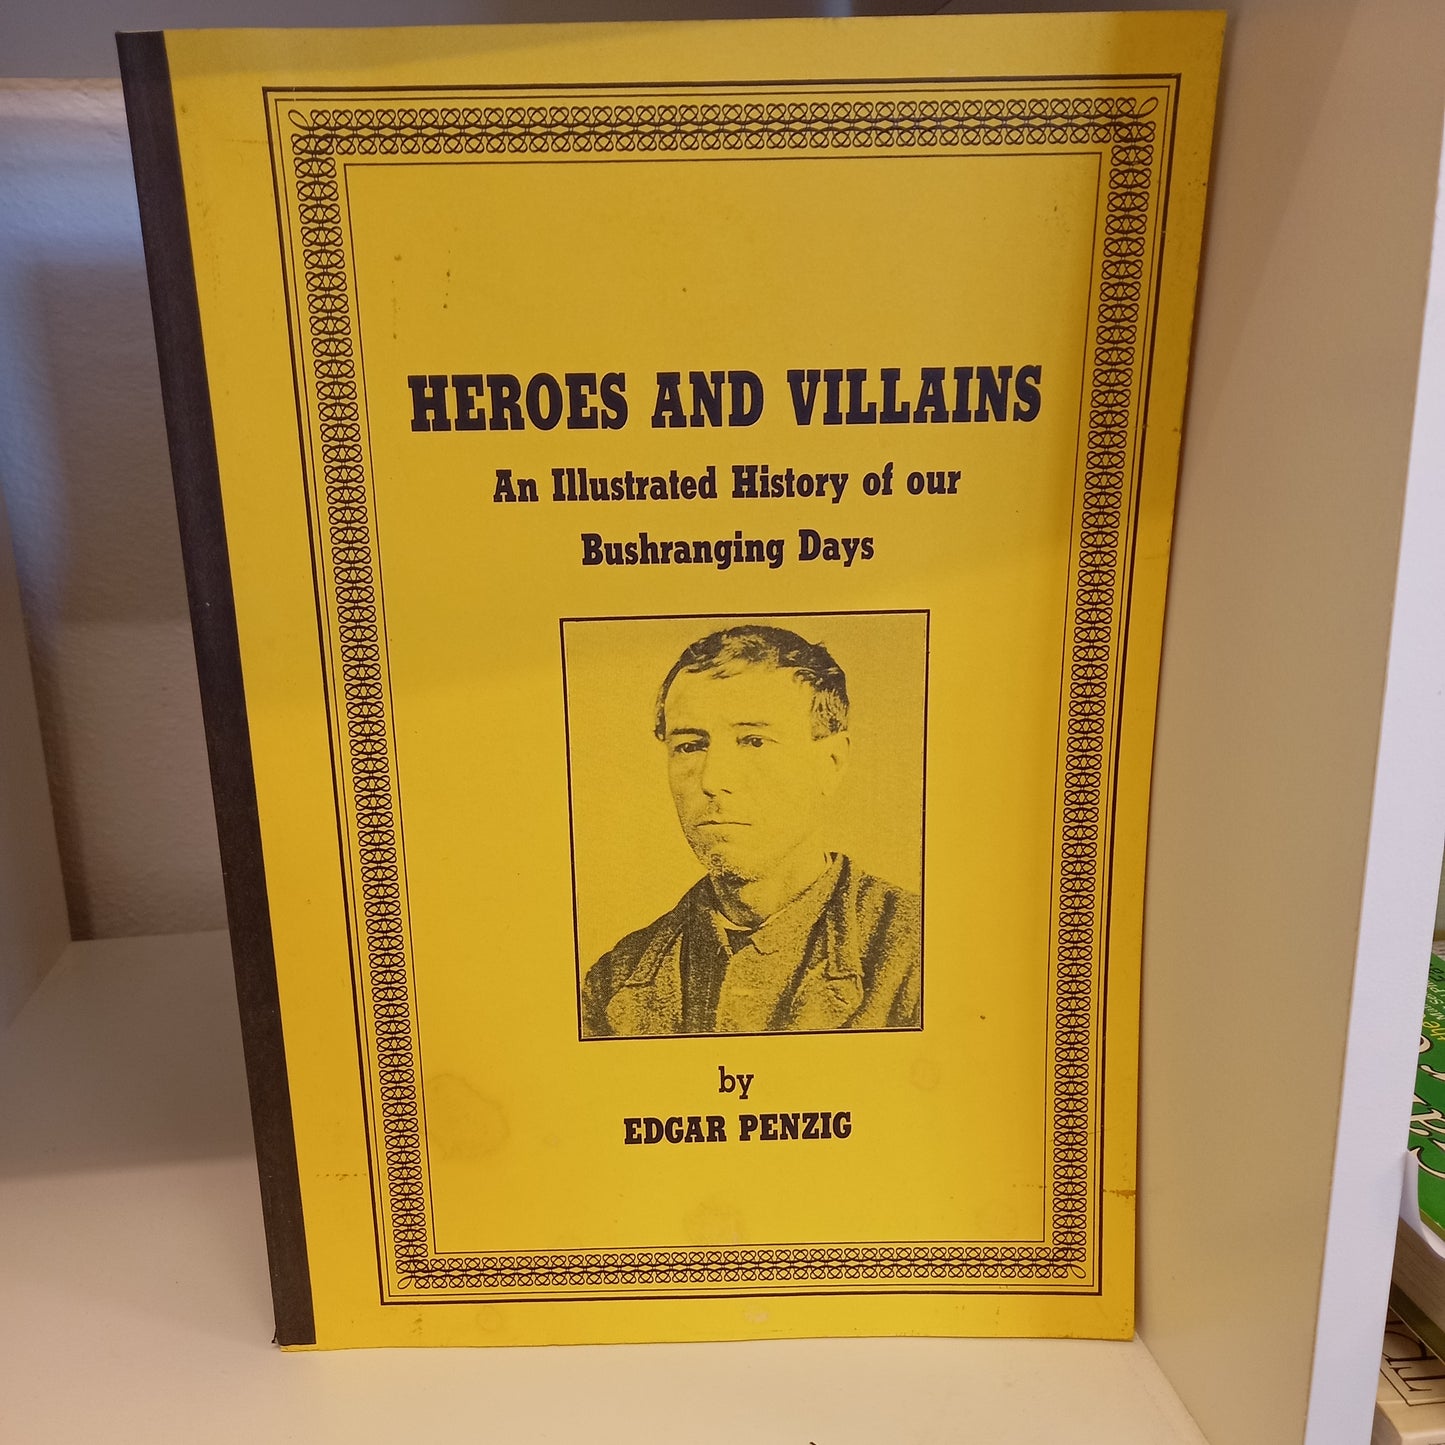 HEROES AND VILLAINS
An Illustrated History of our
Bushranging Days
by
EDGAR PENZIG